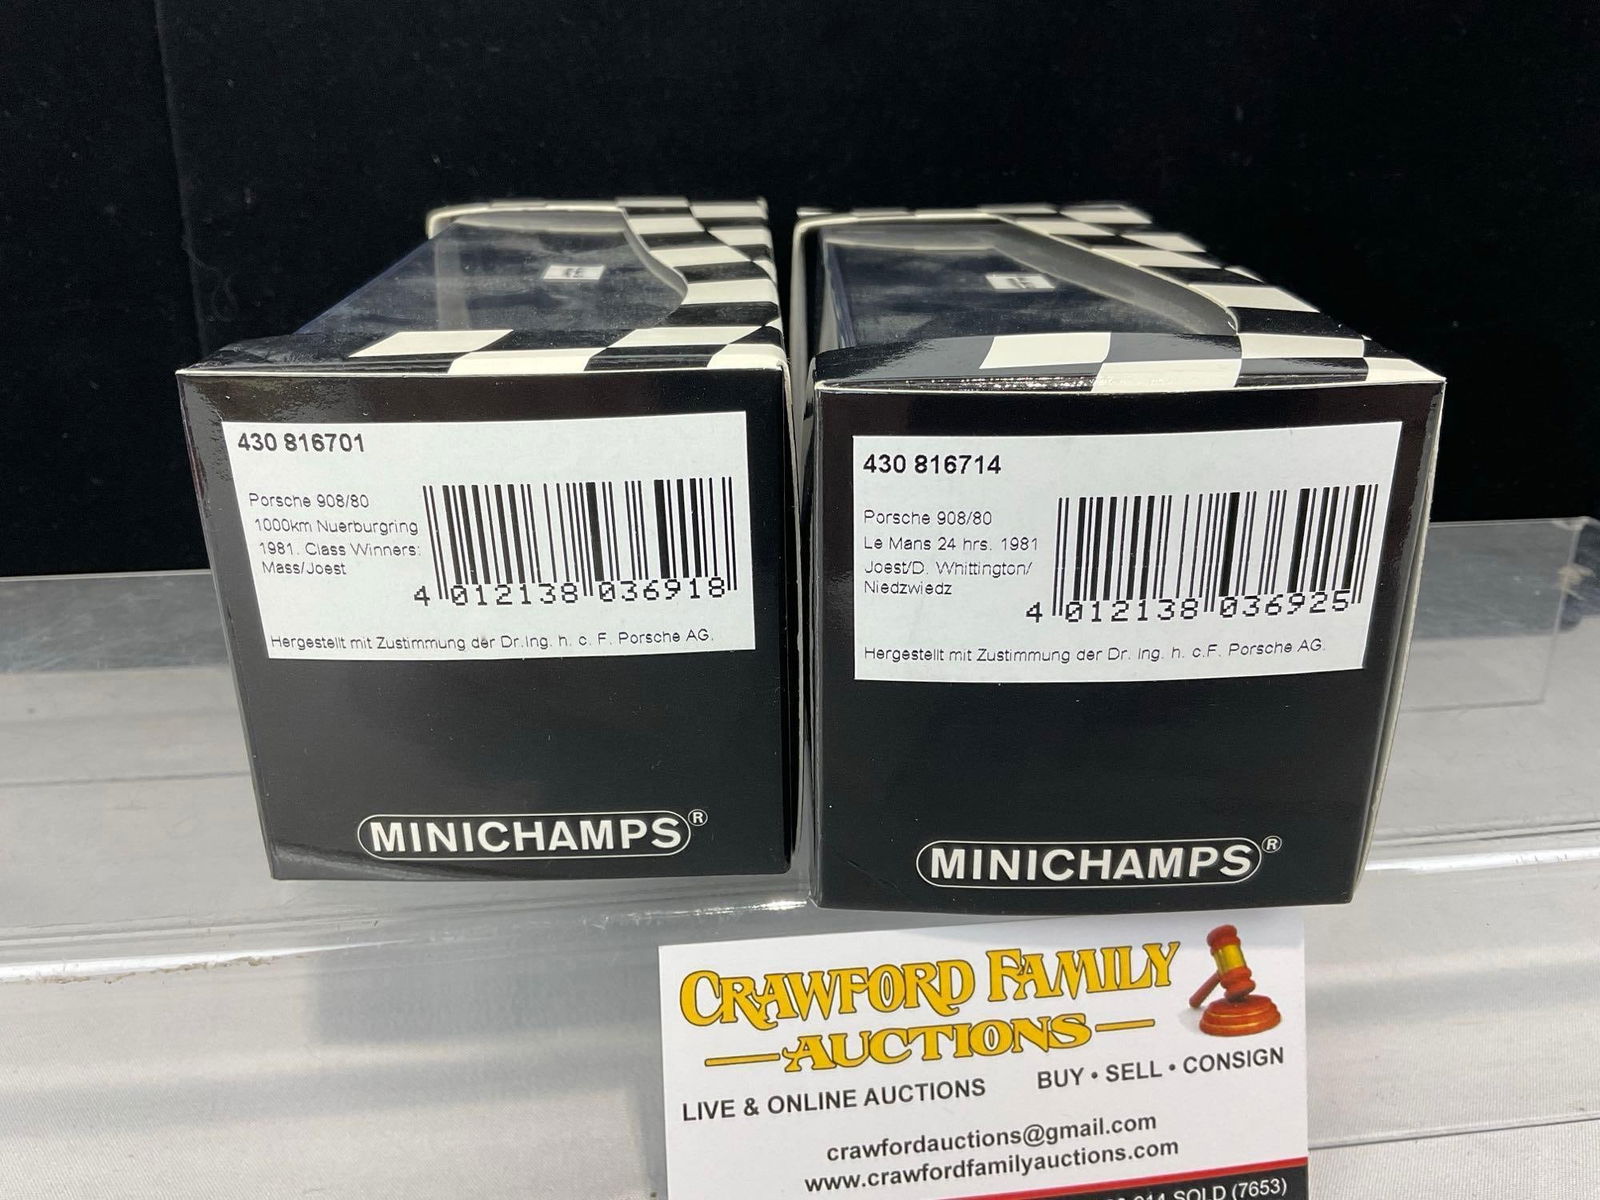 430 816701
Porsche 908/80
1000km Nuerburgring
1981. Class Winners:
Mass/Joest
4 012138 036918
Hergestellt mit Zustimmung der Dr.Ing. h. c. F. Porsche AG.
MINICHAMPS®
430 816714
Porsche 908/80
Le Mans 24 hrs. 1981
Joest/D. Whittington/
Niedzwiedz
4 012138 036925
Hergestellt mit Zustimmung der Dr. Ing. h. c.F. Porsche AG.
MINICHAMPS®
CRAWFORD FAMILY
AUCTIONS
LIVE & ONLINE AUCTIONS
BUY • SELL • CONSIGN
crawfordauctions@gmail.com
www.crawfordfamilyauctions.com
SOLD (7653)